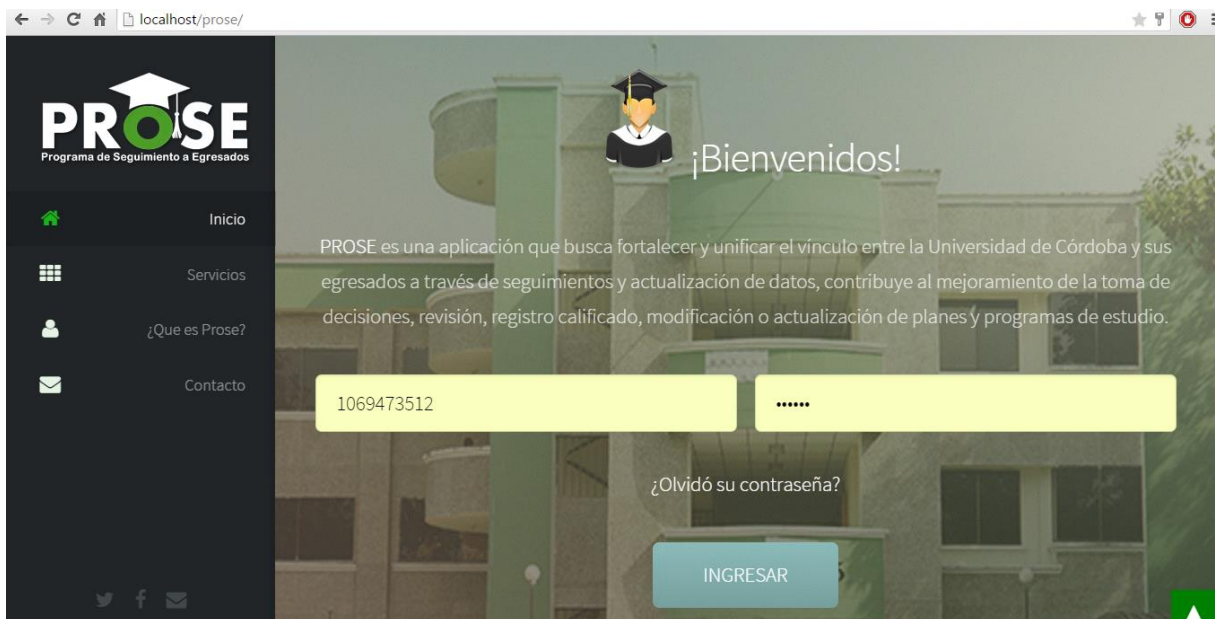 localhost/prose/
PROSE
Programa de Seguimiento a Egresados
Inicio
Servicios
¿Que es Prose?
Contacto
¡Bienvenidos!
PROSE es una aplicación que busca fortalecer y unificar el vínculo entre la Universidad de Córdoba y sus
egresados a través de seguimientos y actualización de datos, contribuye al mejoramiento de la toma de
decisiones, revisión, registro calificado, modificación o actualización de planes y programas de estudio.
1069473512
••••••
¿Olvidó su contraseña?
INGRESAR